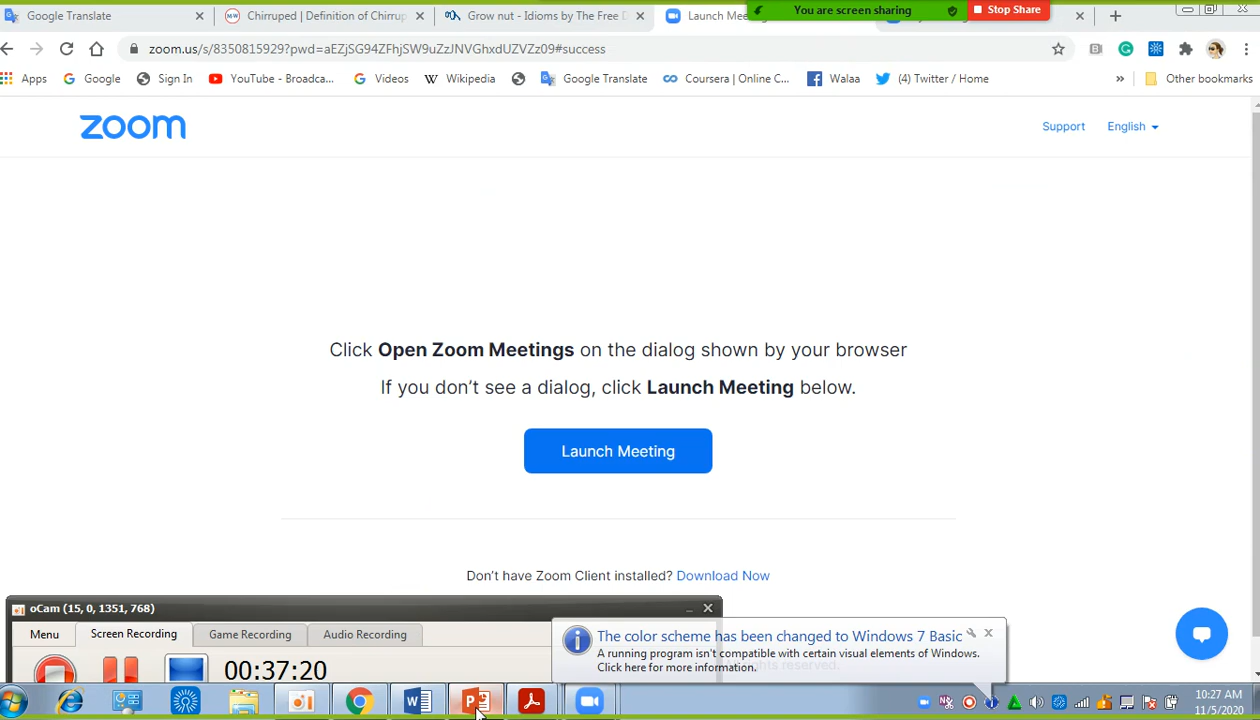 Google Translate
Chirruped | Definition of Chirrup
Grow nut - Idioms by The Free D
Launch Mee
You are screen sharing
Stop Share
zoom.us/s/8350815929?pwd=aEZjSG94ZFhjSW9uZzJNVGhxdUZVZz09#success
Apps
Google
Sign In
YouTube - Broadca...
Videos
Wikipedia
Google Translate
Coursera | Online C...
Walaa
(4) Twitter / Home
»
Other bookmarks
zoom
Support
English
Click Open Zoom Meetings on the dialog shown by your browser
If you don't see a dialog, click Launch Meeting below.
Launch Meeting
Don't have Zoom Client installed? Download Now
oCam (15, 0, 1351, 768)
Menu
Screen Recording
Game Recording
Audio Recording
00:37:20
The color scheme has been changed to Windows 7 Basic
A running program isn't compatible with certain visual elements of Windows.
Click here for more information.
reserved.
10:27 AM
11/5/2020